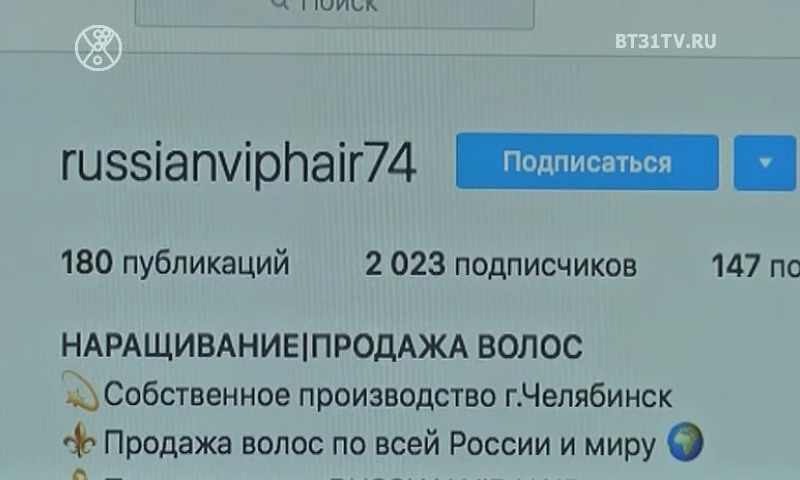 Поиск
BT31TV.RU
russianviphair74 Подписаться
180 публикаций 2 023 подписчиков 147
НАРАЩИВАНИЕ|ПРОДАЖА ВОЛОС
Собственное производство г.Челябинск
Продажа волос по всей России и миру